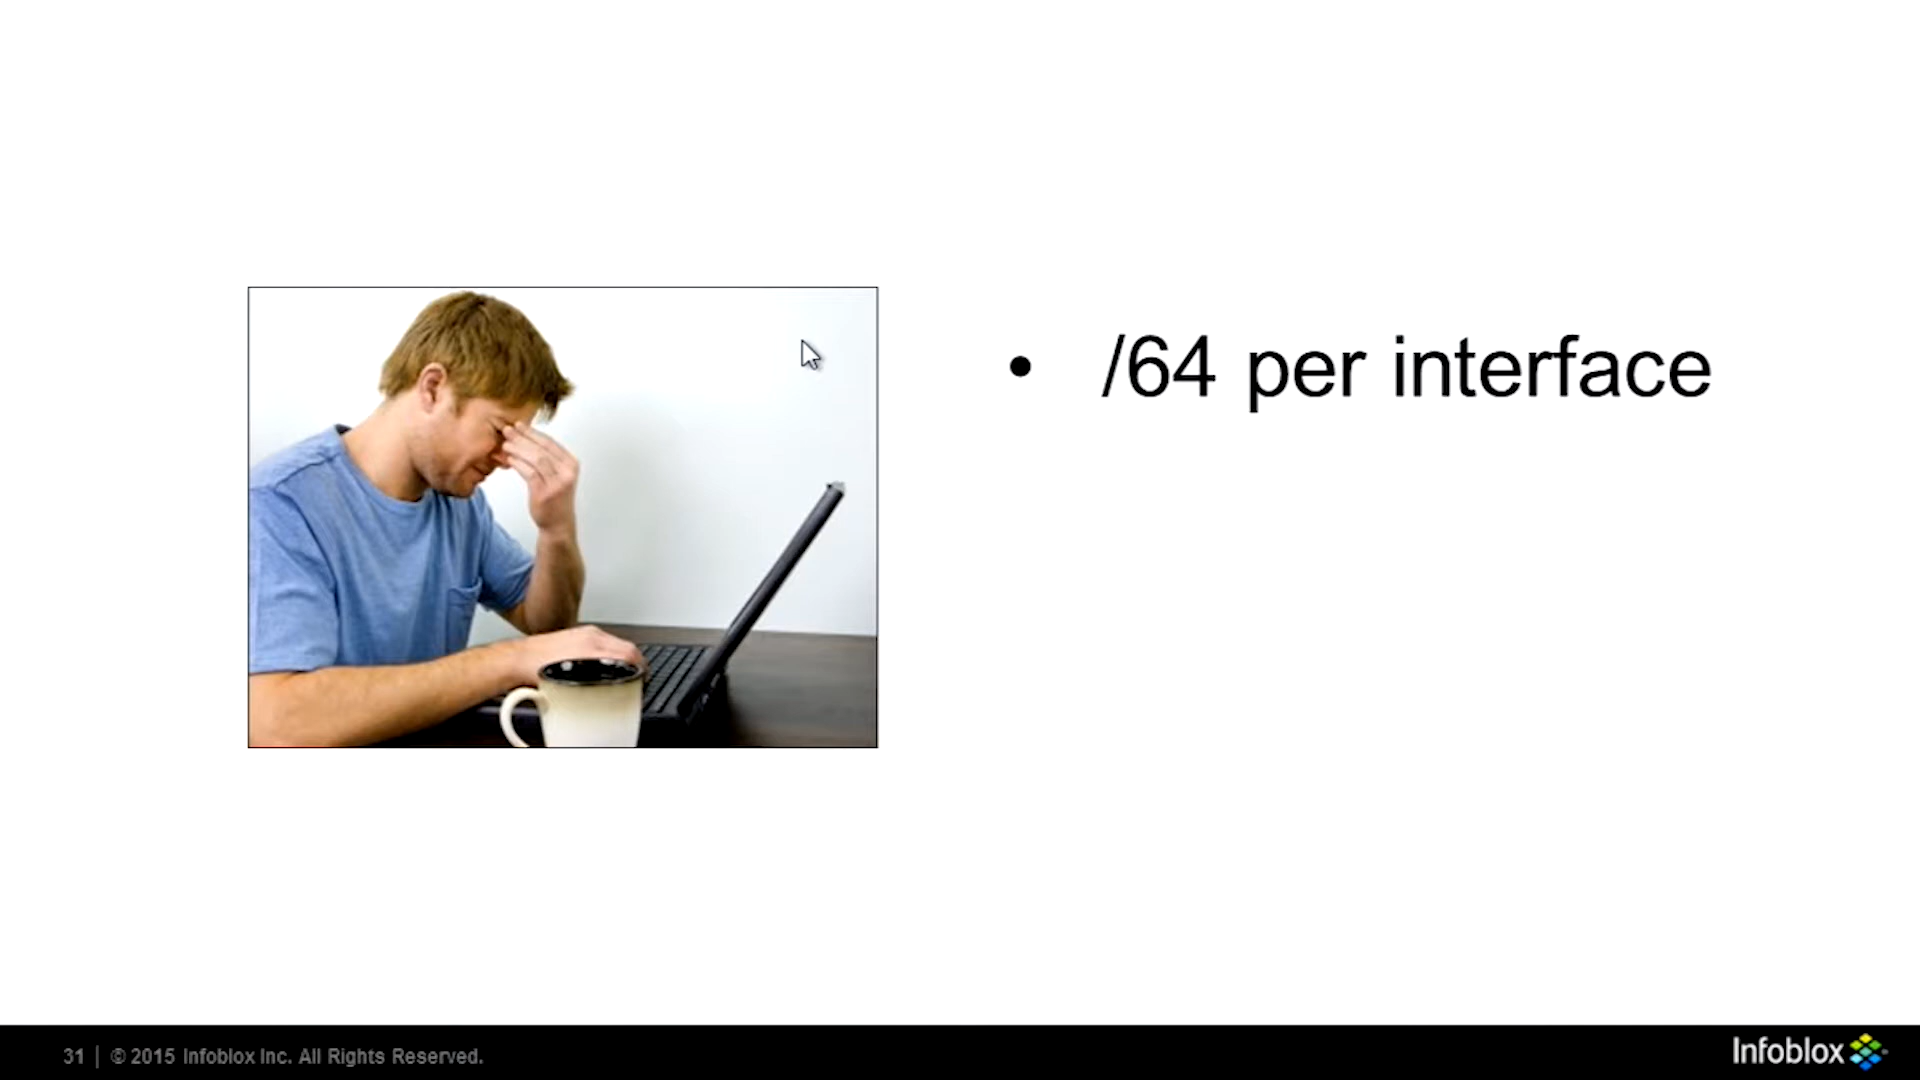 • /64 per interface
31 | © 2015 Infoblox Inc. All Rights Reserved.
Infoblox